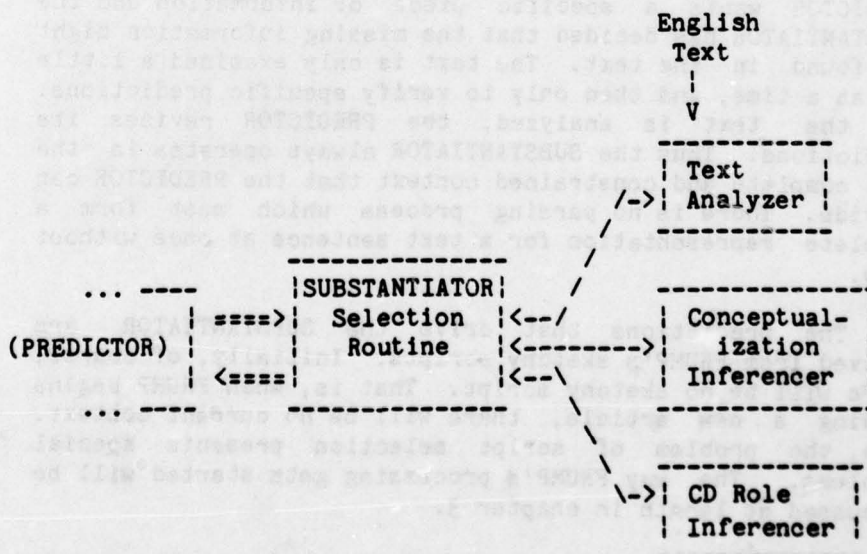 English
Text
V
Text
Analyzer
SUBSTANTIATOR
... Selection
(PREDICTOR) Routine
Conceptual-
ization
Inferencer
CD Role
Inferencer